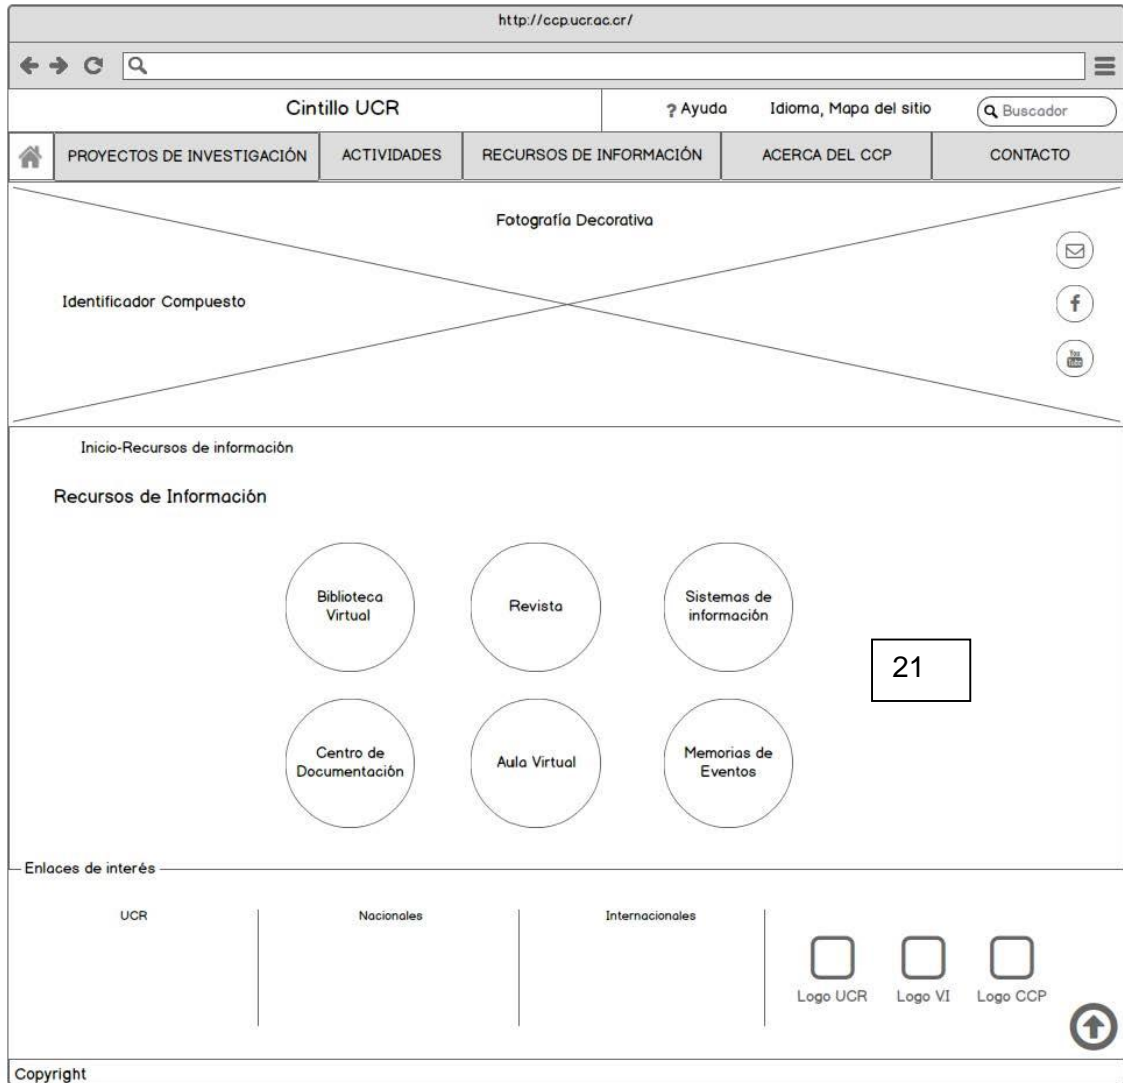 http://ccp.ucr.ac.cr/
Cintillo UCR
? Ayuda
Idioma, Mapa del sitio
Buscador
PROYECTOS DE INVESTIGACIÓN
ACTIVIDADES
RECURSOS DE INFORMACIÓN
ACERCA DEL CCP
CONTACTO
Fotografía Decorativa
Identificador Compuesto
f
You
Tube
Inicio-Recursos de información
Recursos de Información
Biblioteca
Virtual
Revista
Sistemas de
información
21
Centro de
Documentación
Aula Virtual
Memorias de
Eventos
Enlaces de interés
UCR
Nacionales
Internacionales
Logo UCR
Logo VI
Logo CCP
Copyright